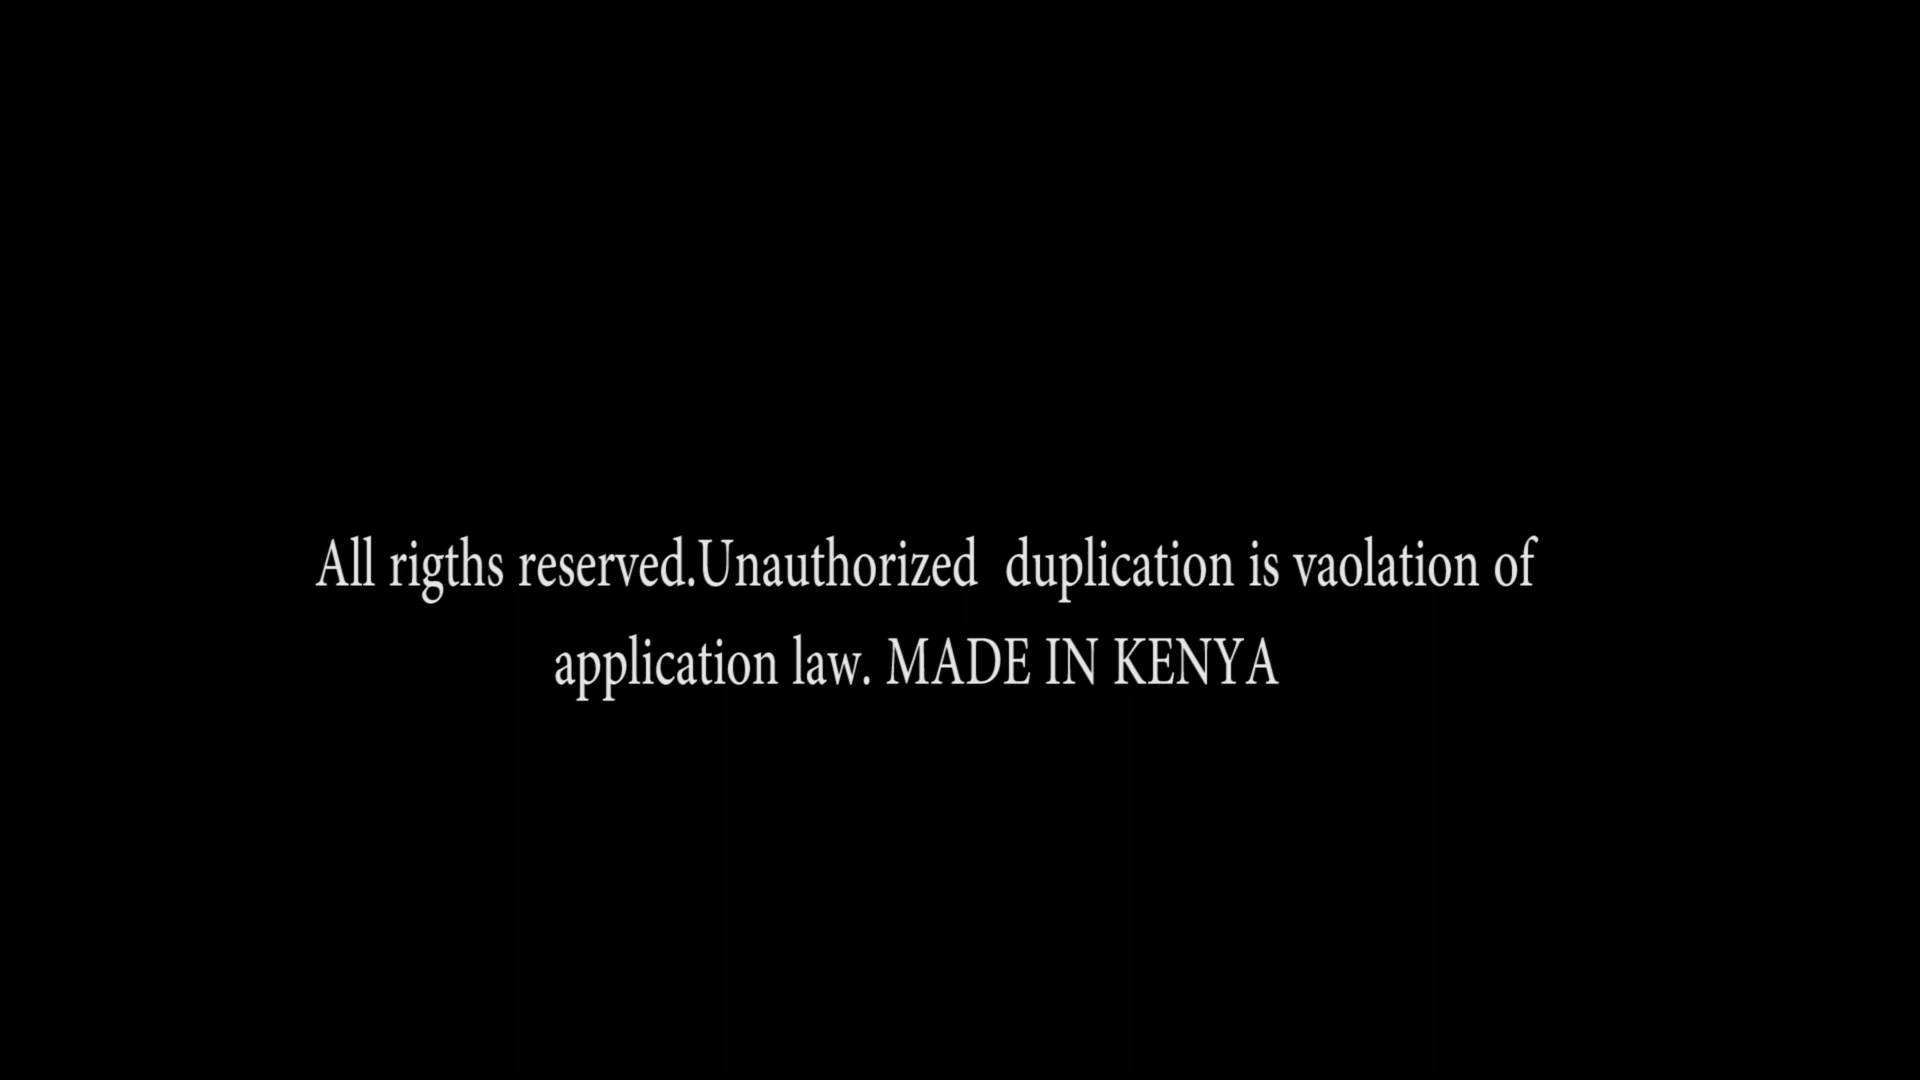 All rigths reserved.Unauthorized  duplication is vaolation of
application law. MADE IN KENYA